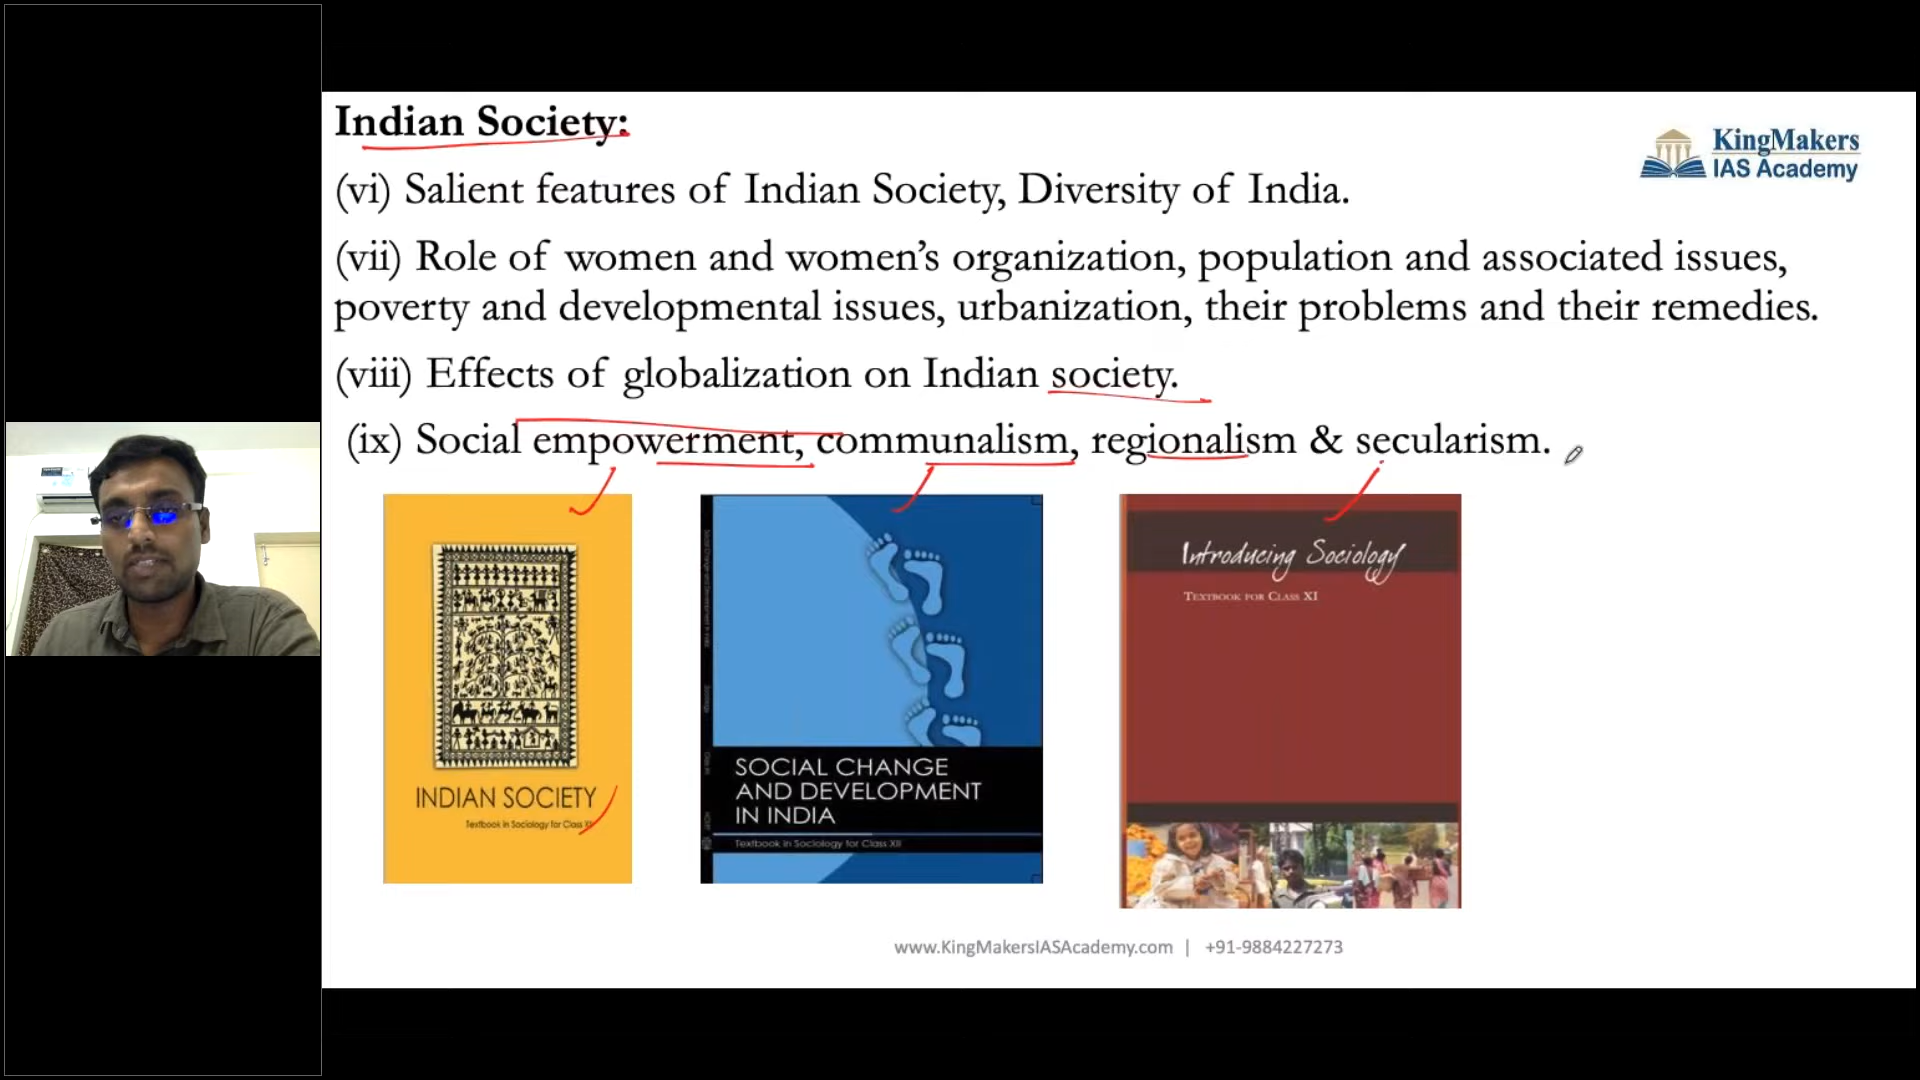 Indian Society:
KingMakers
IAS Academy
(vi) Salient features of Indian Society, Diversity of India.
(vii) Role of women and women’s organization, population and associated issues,
poverty and developmental issues, urbanization, their problems and their remedies.
(viii) Effects of globalization on Indian society.
(ix) Social empowerment, communalism, regionalism & secularism.
INDIAN SOCIETY
Textbook in Sociology for Class
SOCIAL CHANGE
AND DEVELOPMENT
IN INDIA
Textbook in Sociology for Class XII
Introducing Sociology
TEXTBOOK FOR CLASS XI
www.KingMakersIASAcademy.com | +91-9884227273